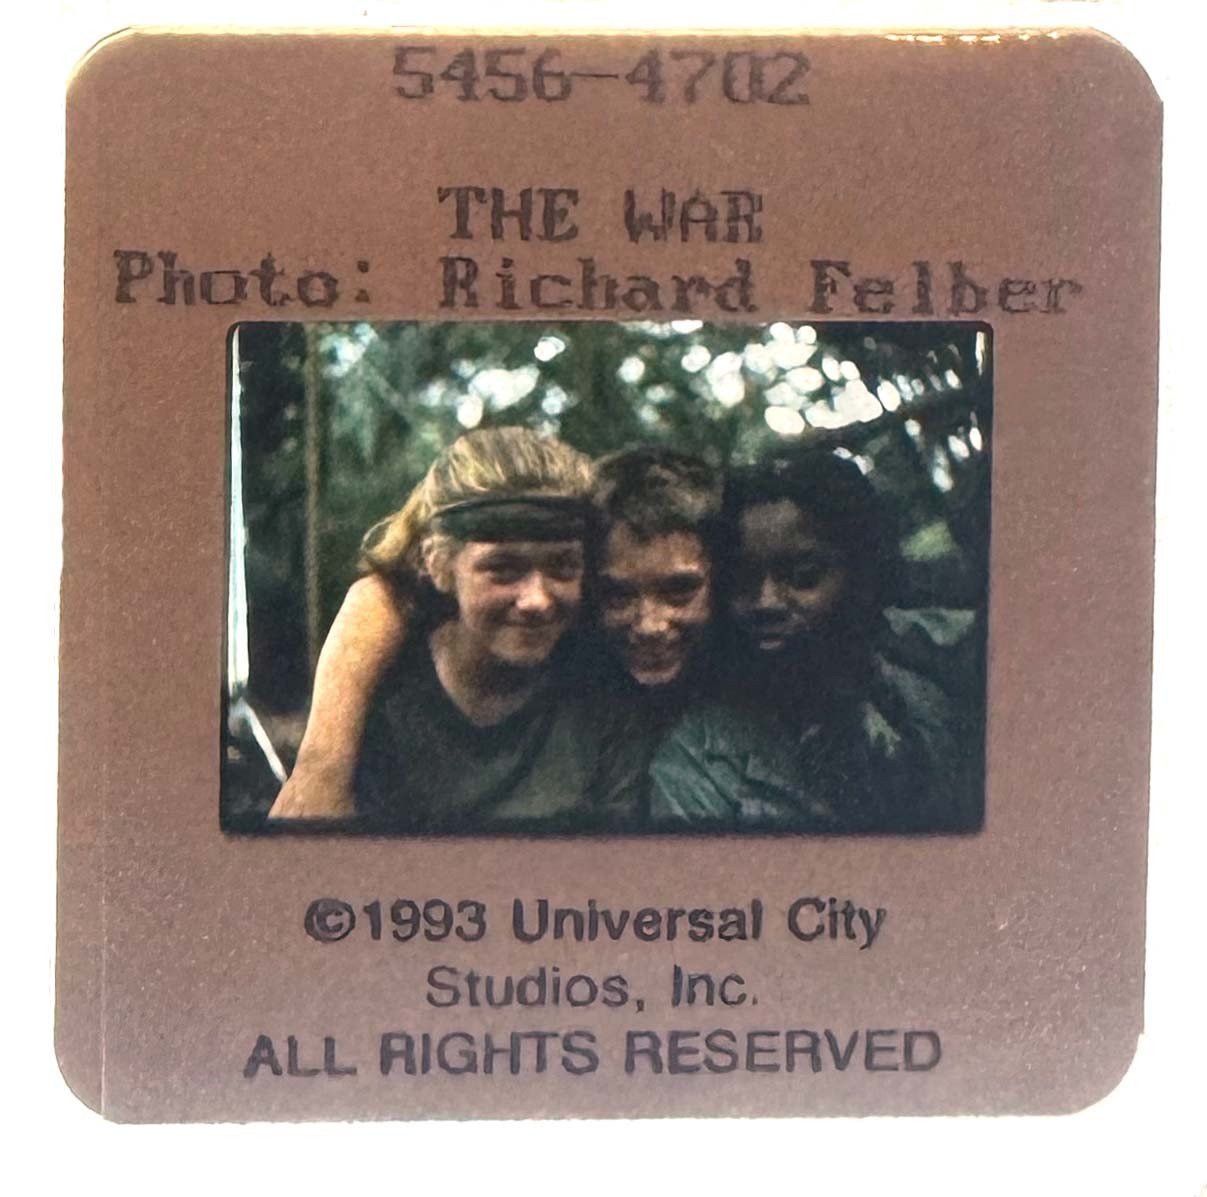 5456-4702
THE WAR
Photo: Richard Felber
©1993 Universal City
Studios, Inc.
ALL RIGHTS RESERVED